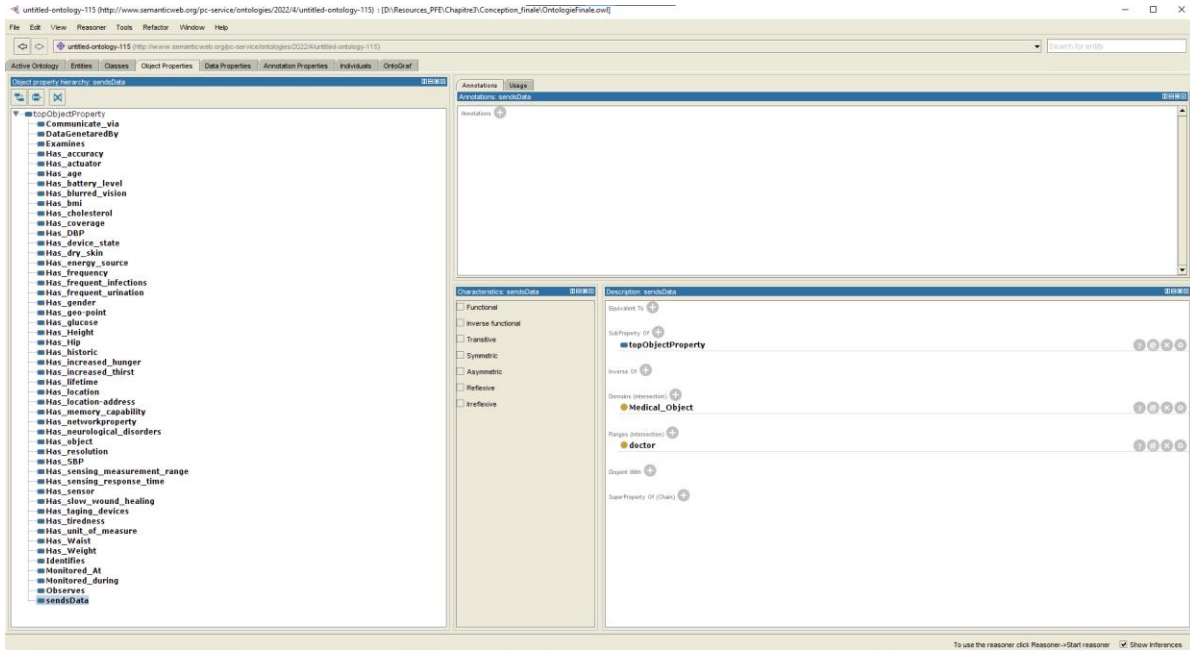 untitled-ontology-115 (http://www.semanticweb.org/pc-service/ontologies/2022/4/untitled-ontology-115) : [D:\Resources_PFE\Chapitre3\Conception_finale\OntologieFinale.owl]
File Edit View Reasoner Tools Refactor Window Help
untitled-ontology-115 (http://www.semanticweb.org/pc-service/ontologies/2022/4/untitled-ontology-115)
Search for entity
Active Ontology Entities Classes Object Properties Data Properties Annotation Properties Individuals OntoGraf
Object property hierarchy: sendsData
topObjectProperty
Communicate_via
DataGenetaredBy
Examines
Has_accuracy
Has_actuator
Has_age
Has_battery_level
Has_blurred_vision
Has_bmi
Has_cholesterol
Has_coverage
Has_DBP
Has_device_state
Has_dry_skin
Has_energy_source
Has_frequency
Has_frequent_infections
Has_frequent_urination
Has_gender
Has_geo-point
Has_glucose
Has_Height
Has_Hip
Has_historic
Has_increased_hunger
Has_increased_thirst
Has_lifetime
Has_location
Has_location-address
Has_memory_capability
Has_networkproperty
Has_neurological_disorders
Has_object
Has_resolution
Has_SBP
Has_sensing_measurement_range
Has_sensing_response_time
Has_sensor
Has_slow_wound_healing
Has_taging_devices
Has_tiredness
Has_unit_of_measure
Has_Waist
Has_Weight
Identifies
Monitored_At
Monitored_during
Observes
sendsData
Annotations Usage
Annotations: sendsData
Annotations
Characteristics: sendsData
Functional
Inverse functional
Transitive
Symmetric
Asymmetric
Reflexive
Irreflexive
Description: sendsData
Equivalent To
SubProperty Of
topObjectProperty
Inverse Of
Domains (intersection)
Medical_Object
Ranges (intersection)
doctor
Disjoint With
SuperProperty Of (Chain)
To use the reasoner click Reasoner->Start reasoner Show Inferences